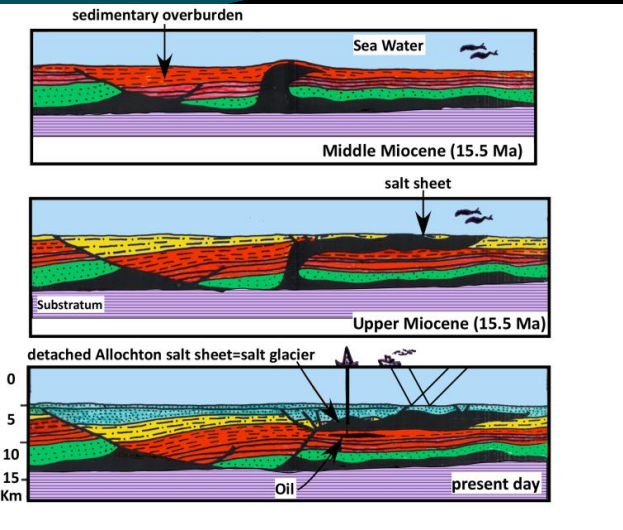 sedimentary overburden
Sea Water
Middle Miocene (15.5 Ma)
salt sheet
Substratum
Upper Miocene (15.5 Ma)
detached Allochton salt sheet=salt glacier
0
5
10
15
Km
Oil
present day